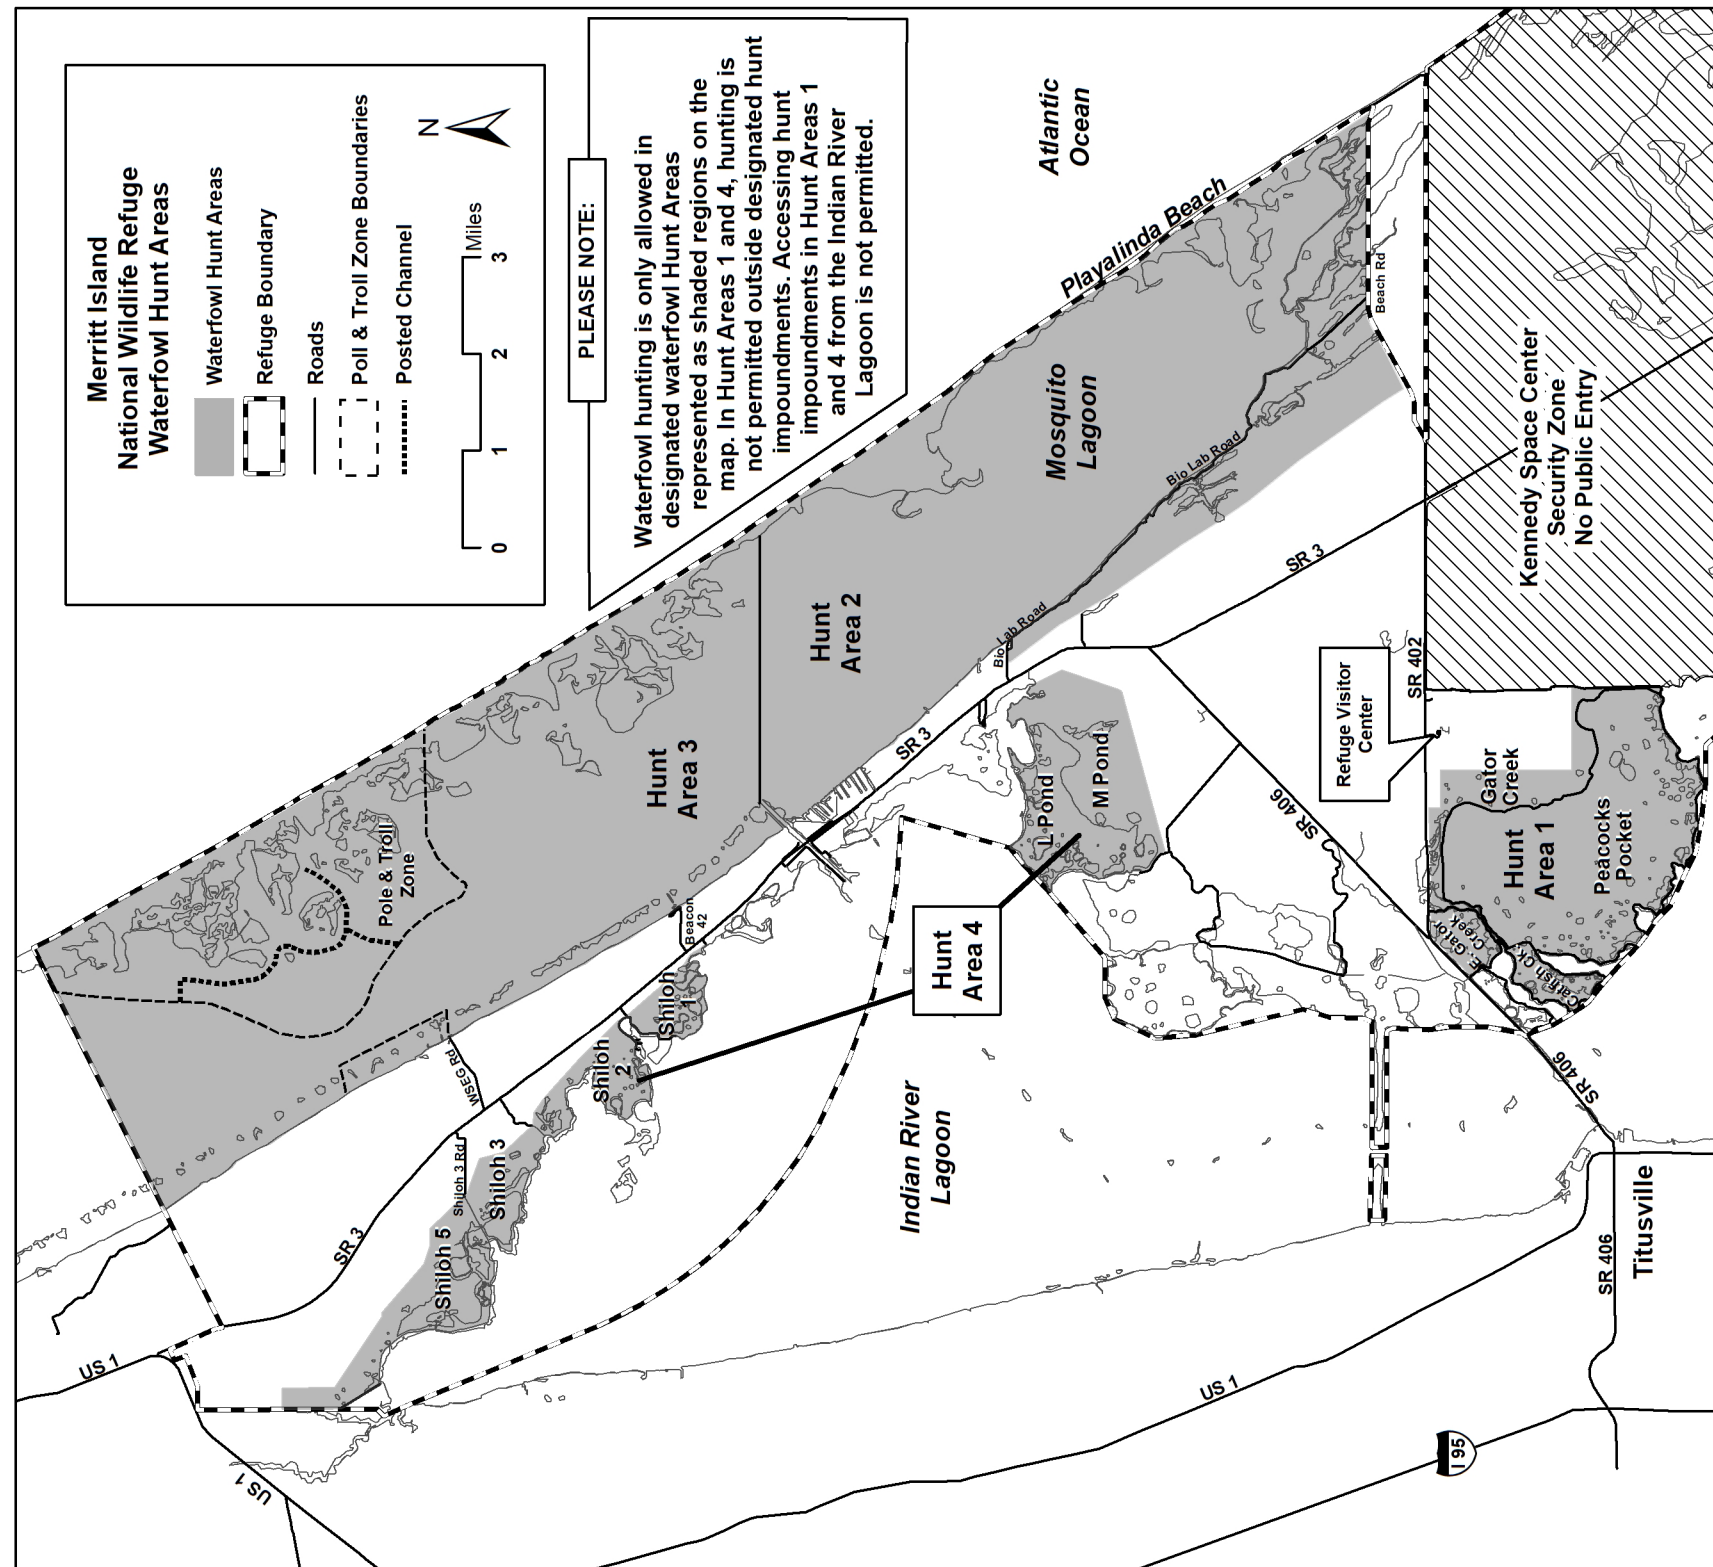 Merritt Island
National Wildlife Refuge
Waterfowl Hunt Areas
Waterfowl Hunt Areas
Refuge Boundary
Roads
Poll & Troll Zone Boundaries
Posted Channel
N
0 1 2 3
Miles
PLEASE NOTE:
Waterfowl hunting is only allowed in
designated waterfowl Hunt Areas
represented as shaded regions on the
map. In Hunt Areas 1 and 4, hunting is
not permitted outside designated hunt
impoundments. Accessing hunt
impoundments in Hunt Areas 1
and 4 from the Indian River
Lagoon is not permitted.
Atlantic
Ocean
Playalinda Beach
Mosquito
Lagoon
Beach Rd
Bio Lab Road
Bio Lab Road
SR 3
Kennedy Space Center
Security Zone
No Public Entry
Hunt
Area 2
Hunt
Area 3
Pole & Troll
Zone
SR 3
Beacon
42
L Pond
M Pond
SR 402
Refuge Visitor
Center
SR 406
Gator
Creek
Hunt
Area 1
Peacocks
Pocket
E. Gator
Creek
Catfish Ck.
Hunt
Area 4
Shiloh
1
Shiloh
2
WSEG Rd
Shiloh 3 Rd
Shiloh 3
Shiloh 5
SR 3
Indian River
Lagoon
SR 406
SR 406
Titusville
US 1
US 1
US 1
I 95